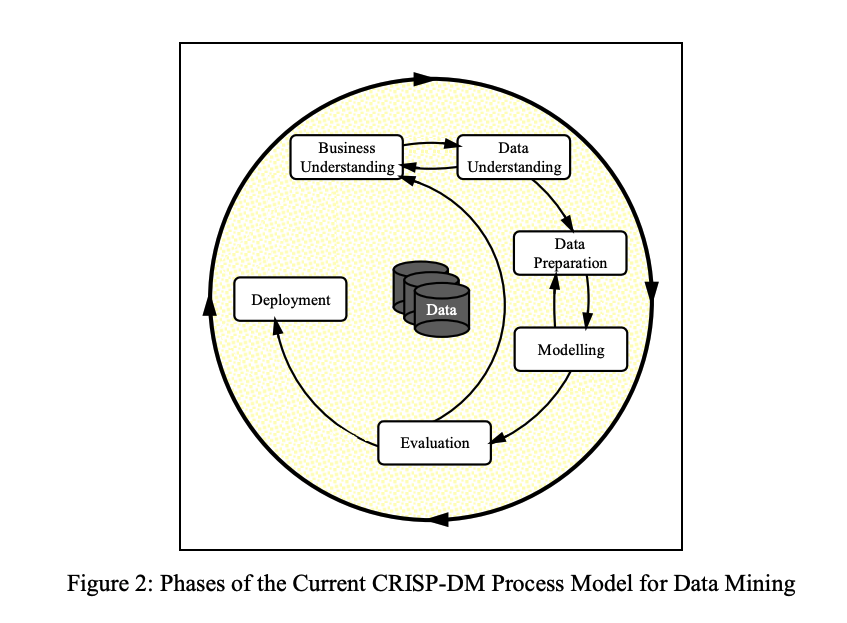 Business
Understanding
Data
Understanding
Data
Preparation
Deployment
Data
Modelling
Evaluation
Figure 2: Phases of the Current CRISP-DM Process Model for Data Mining